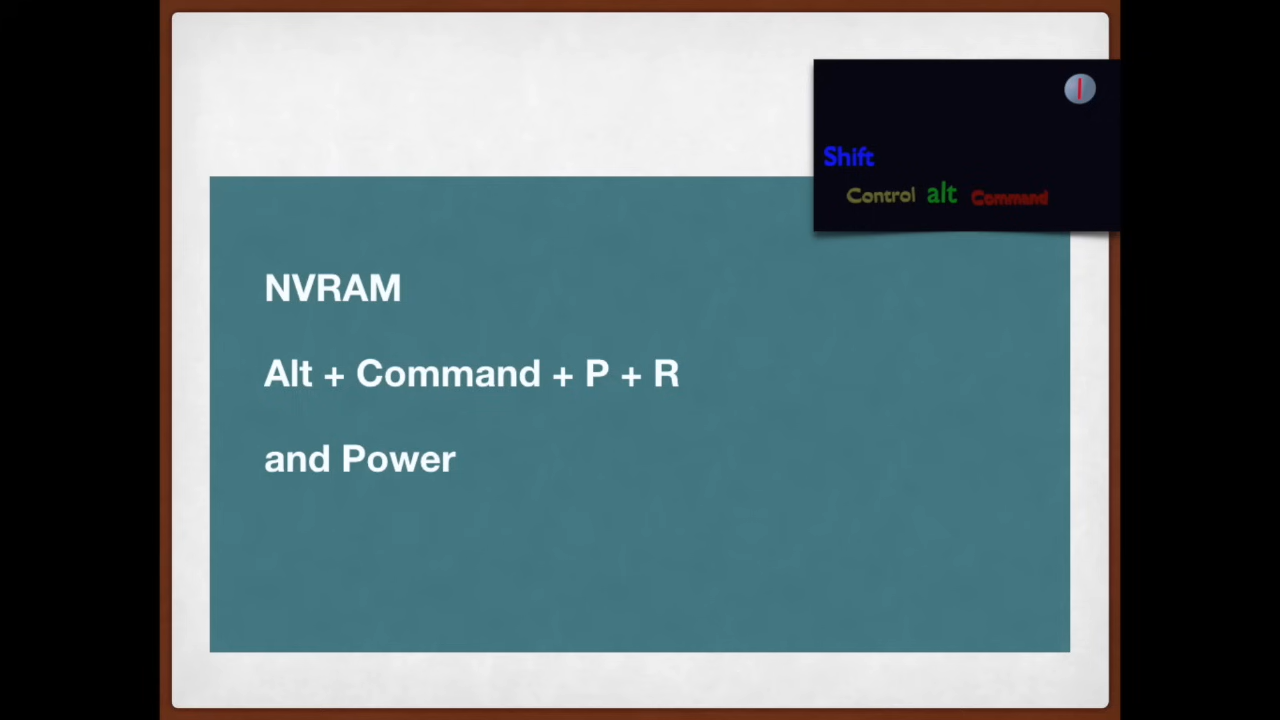 Shift
Control alt Command
NVRAM
Alt + Command + P + R
and Power